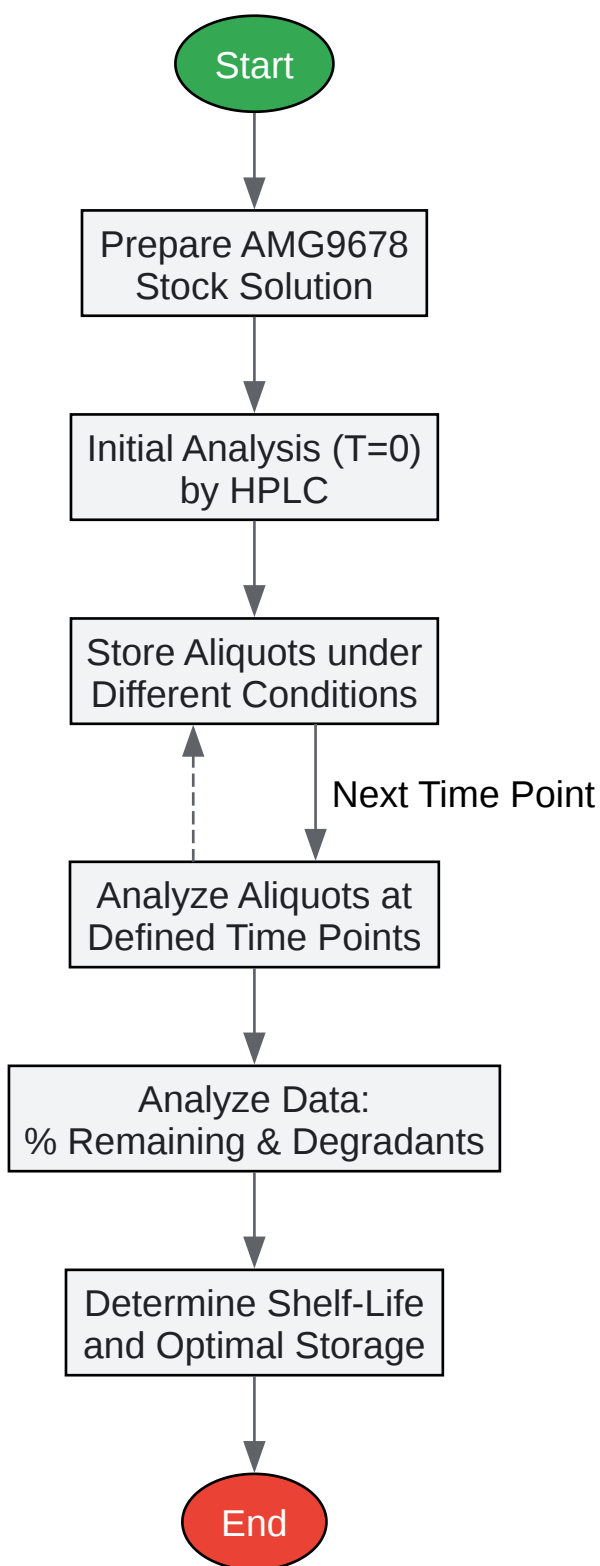 Start
Prepare AMG9678
Stock Solution
Initial Analysis (T=0)
by HPLC
Store Aliquots under
Different Conditions
Next Time Point
Analyze Aliquots at
Defined Time Points
Analyze Data:
% Remaining & Degradants
Determine Shelf-Life
and Optimal Storage
End